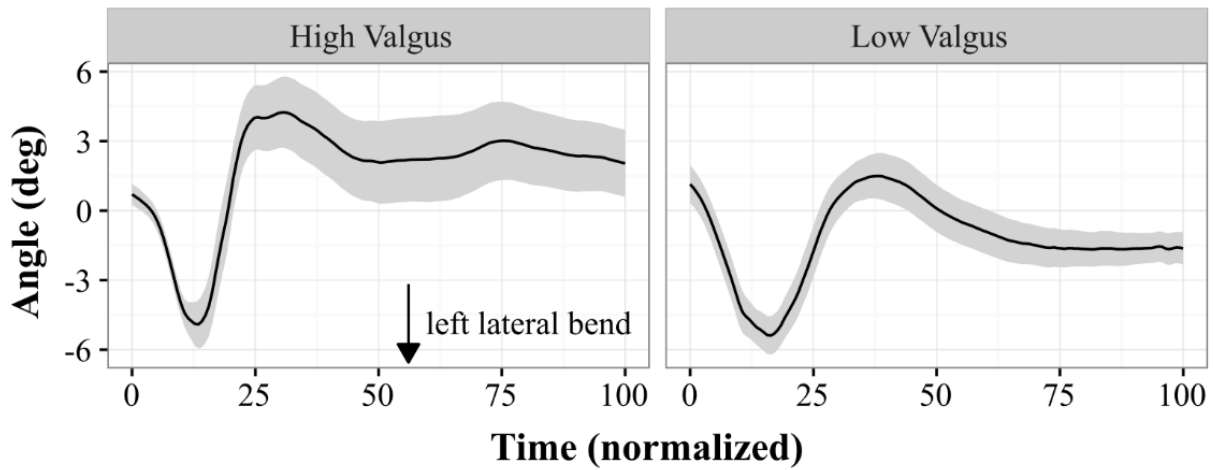 High Valgus
Low Valgus
Angle (deg)
6
3
0
-3
-6
left lateral bend
0 25 50 75 100
0 25 50 75 100
Time (normalized)